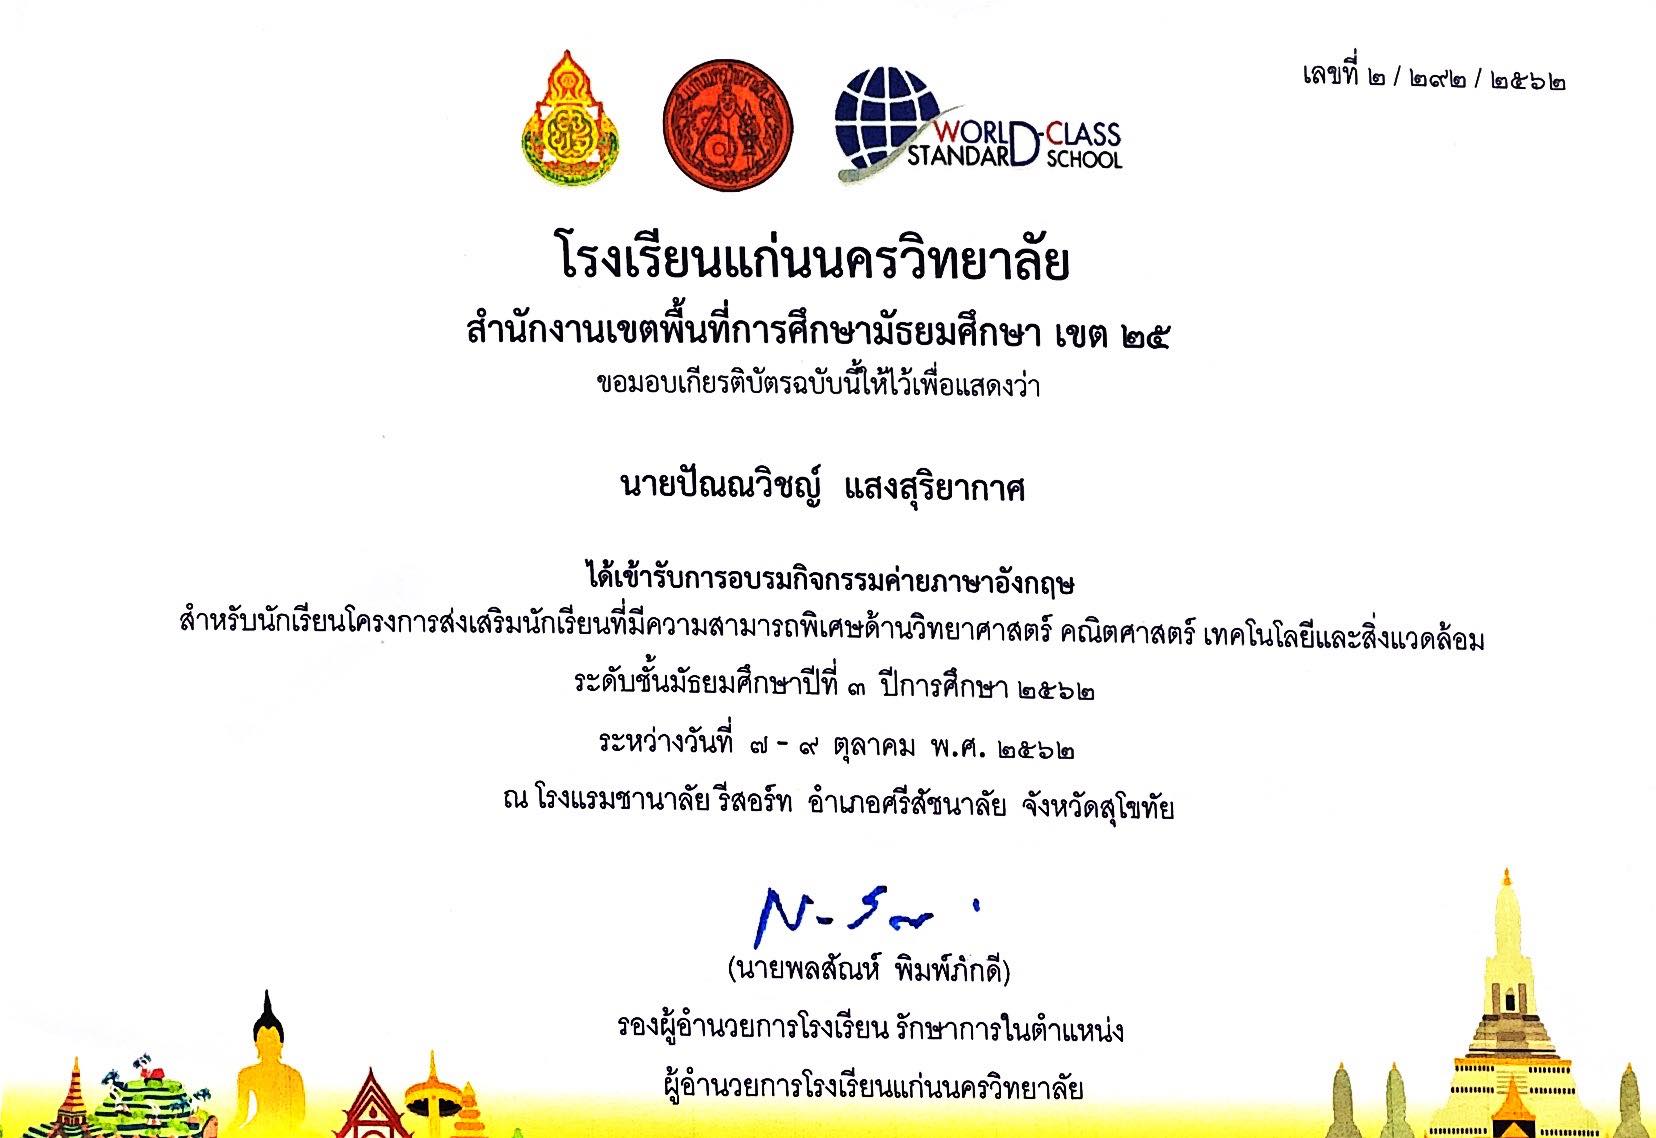 เลขที่ ๒ / ๒๙๒ / ๒๕๖๒
WORLD-CLASS
STANDARD SCHOOL
โรงเรียนแก่นนครวิทยาลัย
สำนักงานเขตพื้นที่การศึกษามัธยมศึกษา เขต ๒๕
ขอมอบเกียรติบัตรฉบับนี้ให้ไว้เพื่อแสดงว่า
นายปัณณวิชญ์ แสงสุริยากาศ
ได้เข้ารับการอบรมกิจกรรมค่ายภาษาอังกฤษ
สำหรับนักเรียนโครงการส่งเสริมนักเรียนที่มีความสามารถพิเศษด้านวิทยาศาสตร์ คณิตศาสตร์ เทคโนโลยีและสิ่งแวดล้อม
ระดับชั้นมัธยมศึกษาปีที่ ๓ ปีการศึกษา ๒๕๖๒
ระหว่างวันที่ ๗ - ๙ ตุลาคม พ.ศ. ๒๕๖๒
ณ โรงแรมชานาลัย รีสอร์ท อำเภอศรีสัชนาลัย จังหวัดสุโขทัย
(นายพลสัณห์ พิมพ์ภักดี)
รองผู้อำนวยการโรงเรียน รักษาการในตำแหน่ง
ผู้อำนวยการโรงเรียนแก่นนครวิทยาลัย